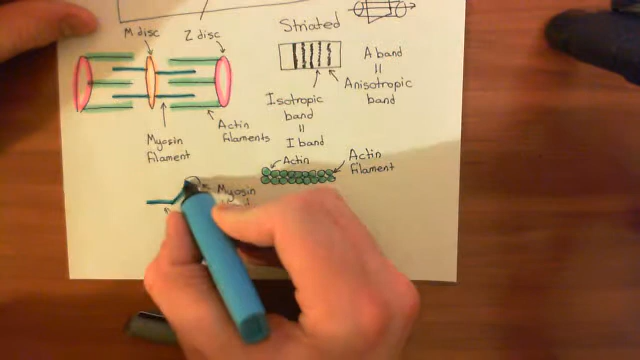 M disc
Z disc
Striated
A band
=
Anisotropic
band
Isotropic
band
=
I band
Myosin
filament
Actin
filaments
Actin
Actin
filament
Myosin